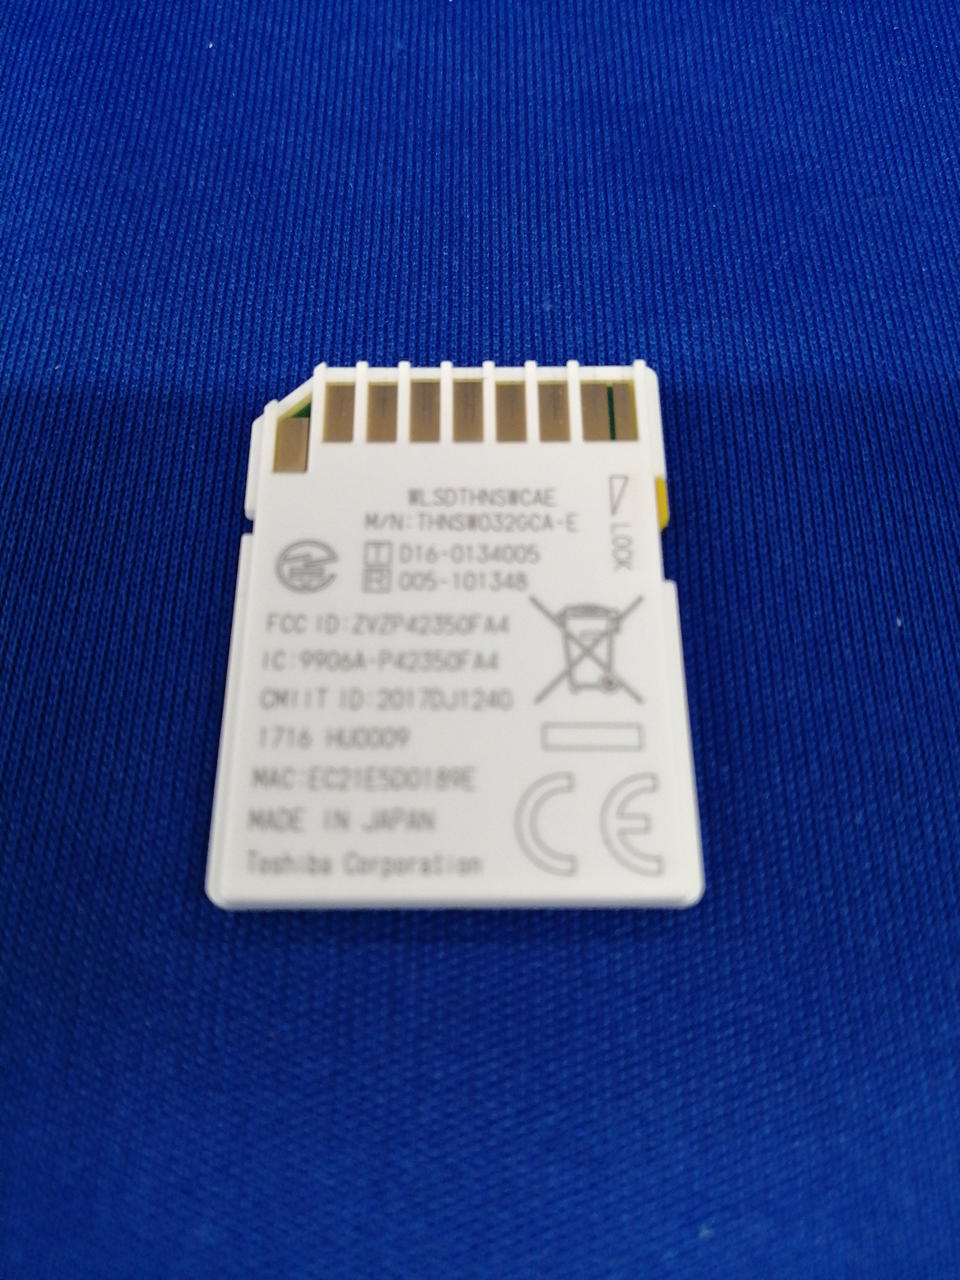 WLSDTHNSWCAE
M/N:THNSW032GCA-E
LOCK
T D16-0134005
R 005-101348
FCC ID:ZVZP42350FA4
IC:9906A-P42350FA4
CMIIT ID:2017DJ1240
1716 HU0009
MAC:EC21E5D0189E
MADE IN JAPAN
Toshiba Corporation
CE